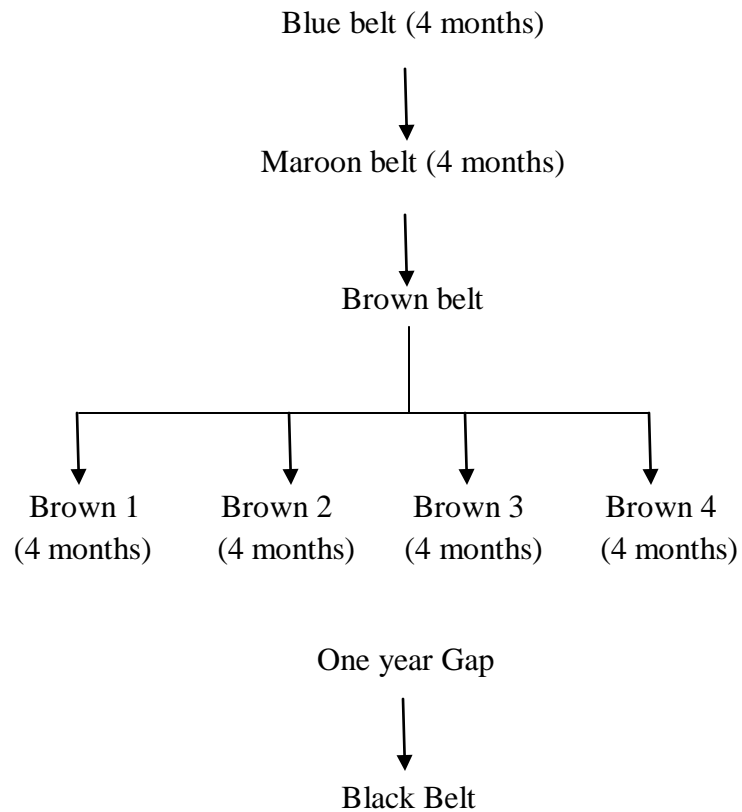 Blue belt (4 months)
Maroon belt (4 months)
Brown belt
Brown 1 Brown 2 Brown 3 Brown 4
(4 months) (4 months) (4 months) (4 months)
One year Gap
Black Belt